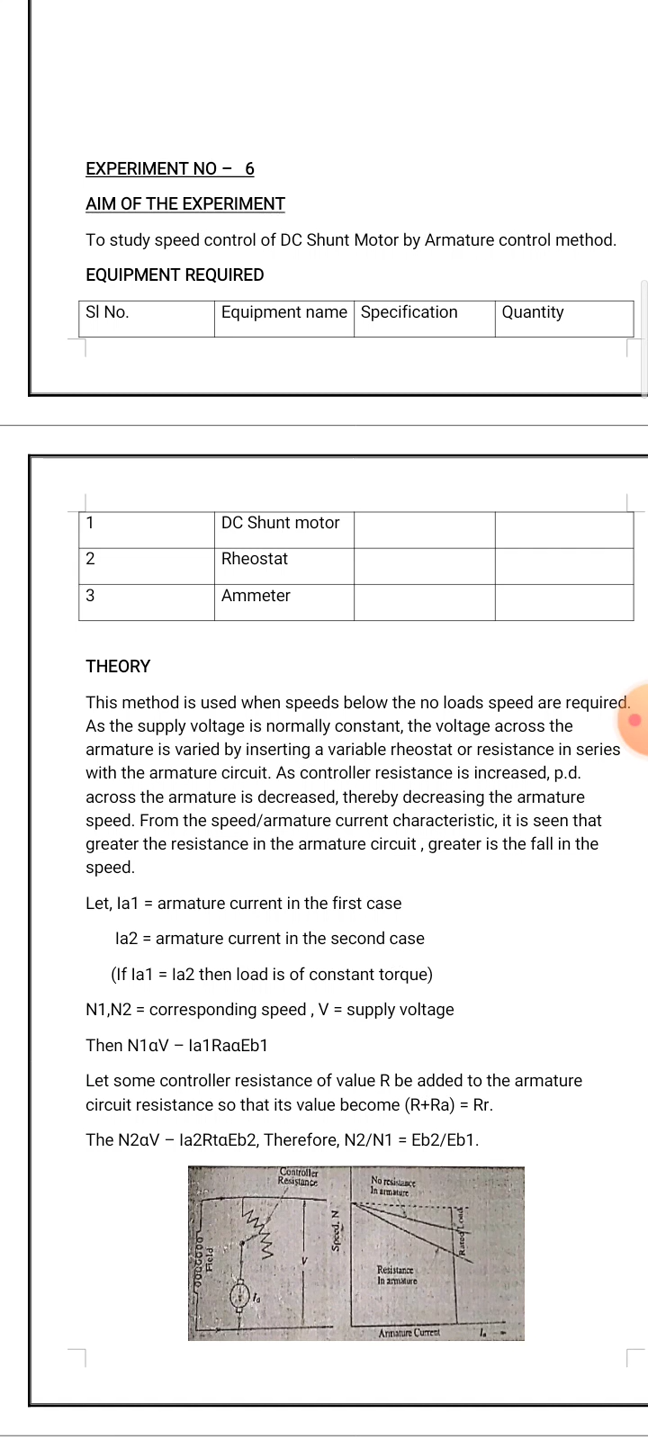 EXPERIMENT NO – 6
AIM OF THE EXPERIMENT
To study speed control of DC Shunt Motor by Armature control method.
EQUIPMENT REQUIRED
Sl No. Equipment name Specification Quantity
1 DC Shunt motor
2 Rheostat
3 Ammeter
THEORY
This method is used when speeds below the no loads speed are required.
As the supply voltage is normally constant, the voltage across the
armature is varied by inserting a variable rheostat or resistance in series
with the armature circuit. As controller resistance is increased, p.d.
across the armature is decreased, thereby decreasing the armature
speed. From the speed/armature current characteristic, it is seen that
greater the resistance in the armature circuit , greater is the fall in the
speed.
Let, Ia1 = armature current in the first case
Ia2 = armature current in the second case
(If Ia1 = Ia2 then load is of constant torque)
N1,N2 = corresponding speed , V = supply voltage
Then N1αV – Ia1RaαEb1
Let some controller resistance of value R be added to the armature
circuit resistance so that its value become (R+Ra) = Rr.
The N2αV – Ia2RtαEb2, Therefore, N2/N1 = Eb2/Eb1.
Controller
Resistance
Field
Ia
V
Speed, N
No resistance
In armature
Rated Load
Resistance
In armature
Armature Current Ia